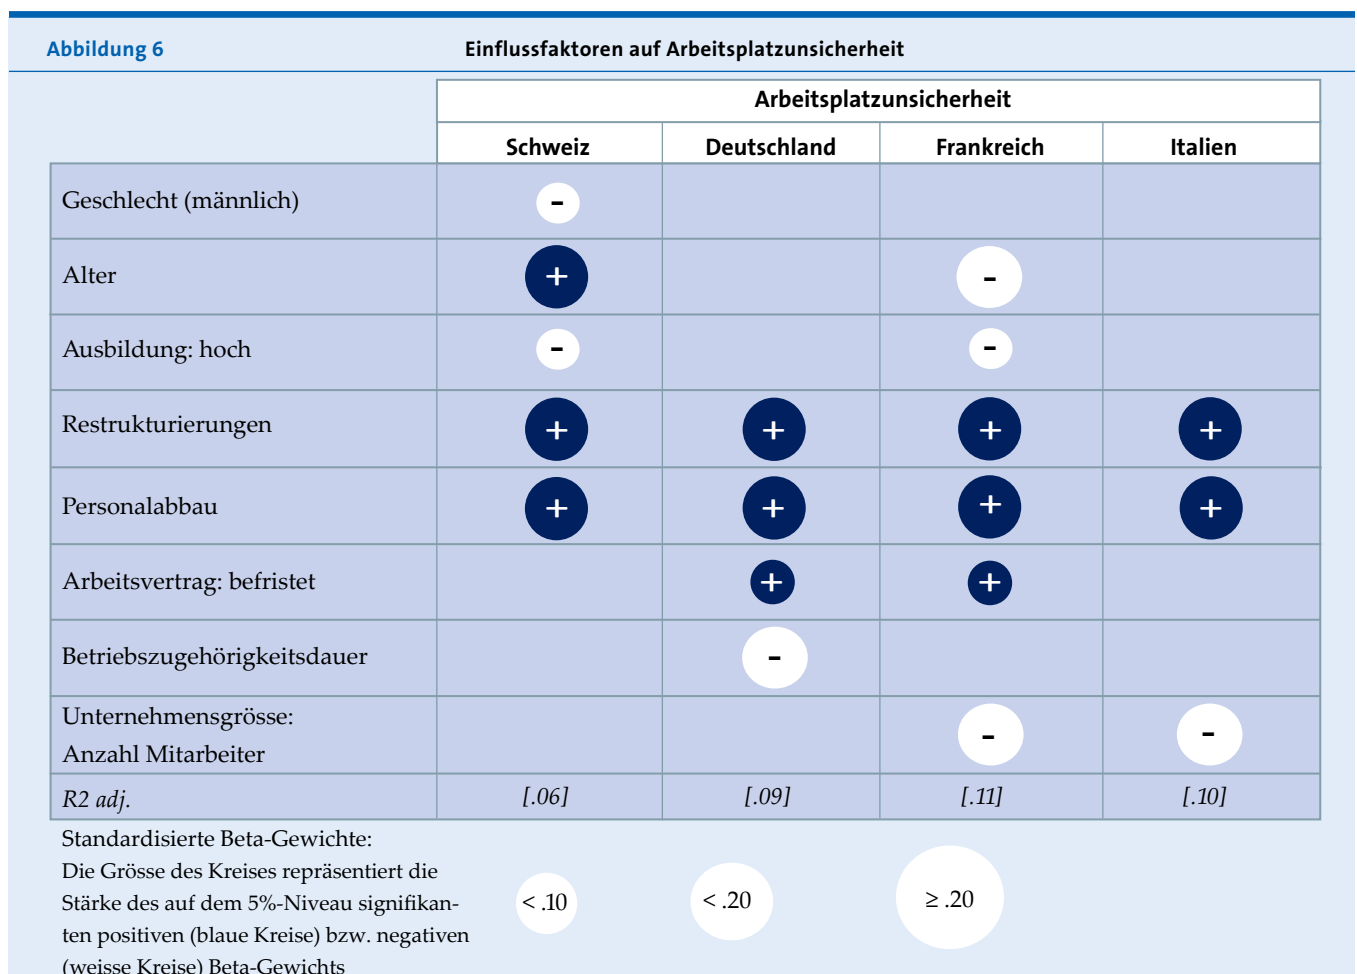 Abbildung 6 Einflussfaktoren auf Arbeitsplatzunsicherheit
Arbeitsplatzunsicherheit
Schweiz Deutschland Frankreich Italien
Geschlecht (männlich) -
Alter + -
Ausbildung: hoch - -
Restrukturierungen + + + +
Personalabbau + + + +
Arbeitsvertrag: befristet + +
Betriebszugehörigkeitsdauer -
Unternehmensgrösse:
Anzahl Mitarbeiter - -
R2 adj. [.06] [.09] [.11] [.10]
Standardisierte Beta-Gewichte:
Die Grösse des Kreises repräsentiert die
Stärke des auf dem 5%-Niveau signifikan-
ten positiven (blaue Kreise) bzw. negativen
(weisse Kreise) Beta-Gewichts
< .10 < .20 ≥ .20